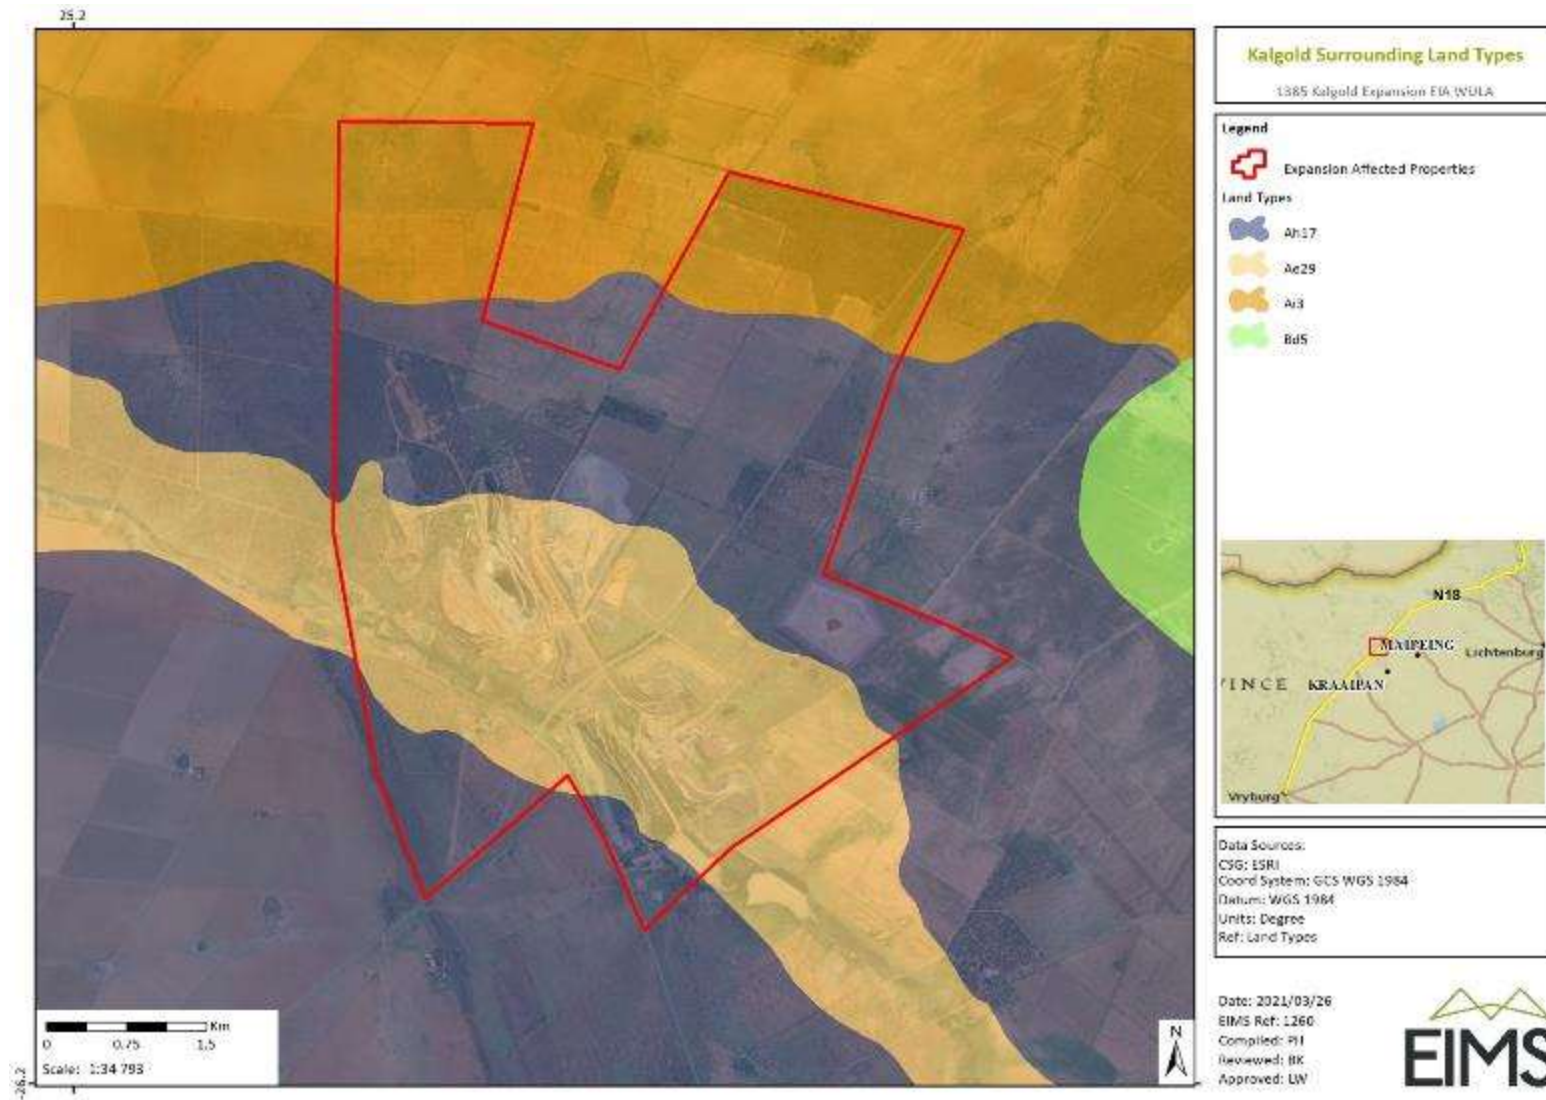 25.2
Kalgold Surrounding Land Types
1385 Kalgold Expansion EIA WULA
Legend
Expansion Affected Properties
Land Types
Ah17
Ae29
Ai3
Bd5
N18
MAIPEING
Lichtenburg
VINCE
KRAAIPAN
Vryburg
Data Sources:
CSG; ESRI
Coord System: GCS WGS 1984
Datum: WGS 1984
Units: Degree
Ref: Land Types
Date: 2021/03/26
EIMS Ref: 1260
Compiled: PH
Reviewed: BK
Approved: LW
EIMS
N
Km
0 0.75 1.5
Scale: 1:34 793
-26.2